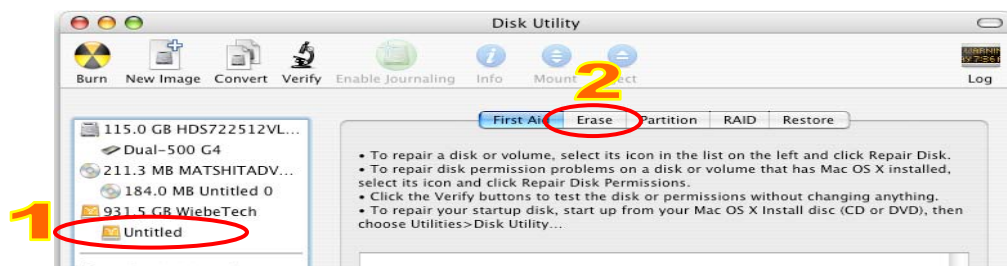 Disk Utility
Burn New Image Convert Verify Enable Journaling Info Mount Log
2
First Aid Erase Partition RAID Restore
115.0 GB HDS722512VL...
Dual-500 G4
211.3 MB MATSHITADV...
184.0 MB Untitled 0
931.5 GB WiebeTech
1
Untitled
• To repair a disk or volume, select its icon in the list on the left and click Repair Disk.
• To repair disk permission problems on a disk or volume that has Mac OS X installed,
select its icon and click Repair Disk Permissions.
• Click the Verify buttons to test the disk or permissions without changing anything.
• To repair your startup disk, start up from your Mac OS X Install disc (CD or DVD), then
choose Utilities>Disk Utility...